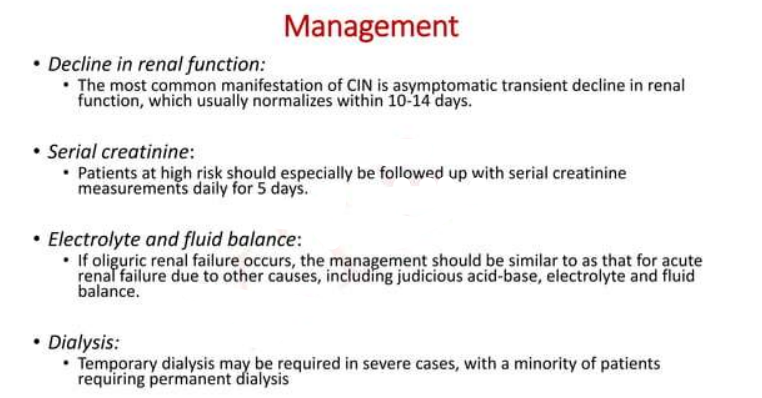 Management
• Decline in renal function:
• The most common manifestation of CIN is asymptomatic transient decline in renal
function, which usually normalizes within 10-14 days.
• Serial creatinine:
• Patients at high risk should especially be followed up with serial creatinine
measurements daily for 5 days.
• Electrolyte and fluid balance:
• If oliguric renal failure occurs, the management should be similar to as that for acute
renal failure due to other causes, including judicious acid-base, electrolyte and fluid
balance.
• Dialysis:
• Temporary dialysis may be required in severe cases, with a minority of patients
requiring permanent dialysis